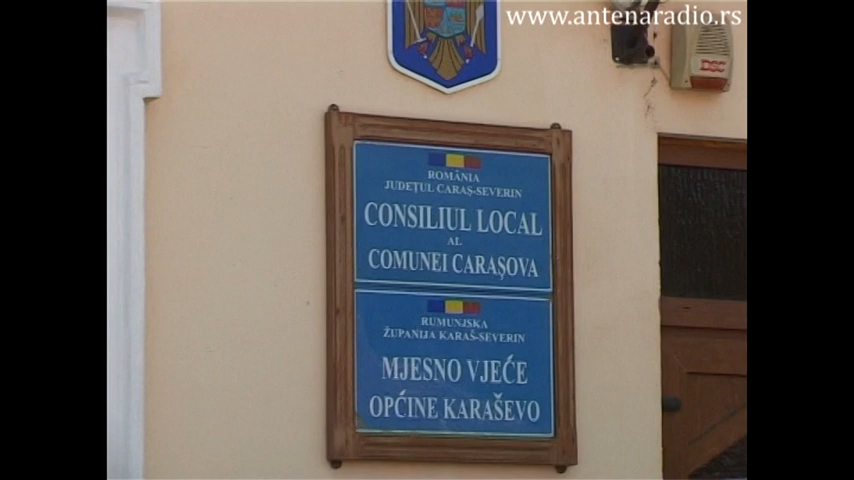 www.antenaradio.rs
DSC
ROMÂNIA
JUDEŢUL CARAŞ-SEVERIN
CONSILIUL LOCAL
AL
COMUNEI CARAŞOVA
RUMUNJSKA
ŽUPANIJA KARAŠ-SEVERIN
MJESNO VJEĆE
OPĆINE KARAŠEVO